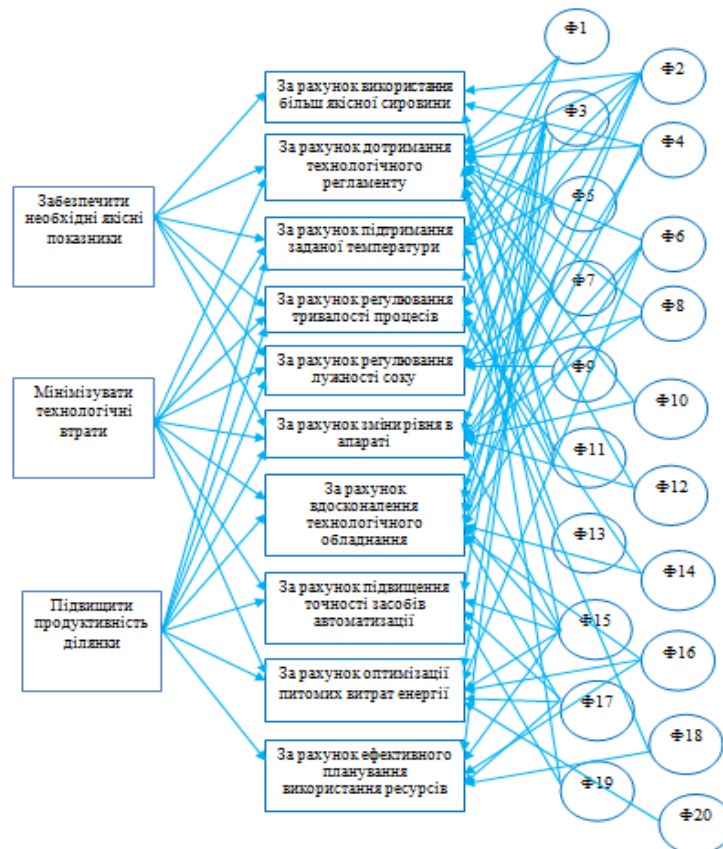 Забезпечити
необхідні якісні
показники
Мінімізувати
технологічні
втрати
Підвищити
продуктивність
ділянки
За рахунок використання
більш якісної сировини
За рахунок дотримання
технологічного
регламенту
За рахунок підтримання
заданої температури
За рахунок регулювання
тривалості процесів
За рахунок регулювання
лужності соку
За рахунок зміни рівня в
апараті
За рахунок
вдосконалення
технологічного
обладнання
За рахунок підвищення
точності засобів
автоматизації
За рахунок оптимізації
питомих витрат енергії
За рахунок ефективного
планування
використання ресурсів
Ф1
Ф2
Ф3
Ф4
Ф5
Ф6
Ф7
Ф8
Ф9
Ф10
Ф11
Ф12
Ф13
Ф14
Ф15
Ф16
Ф17
Ф18
Ф19
Ф20